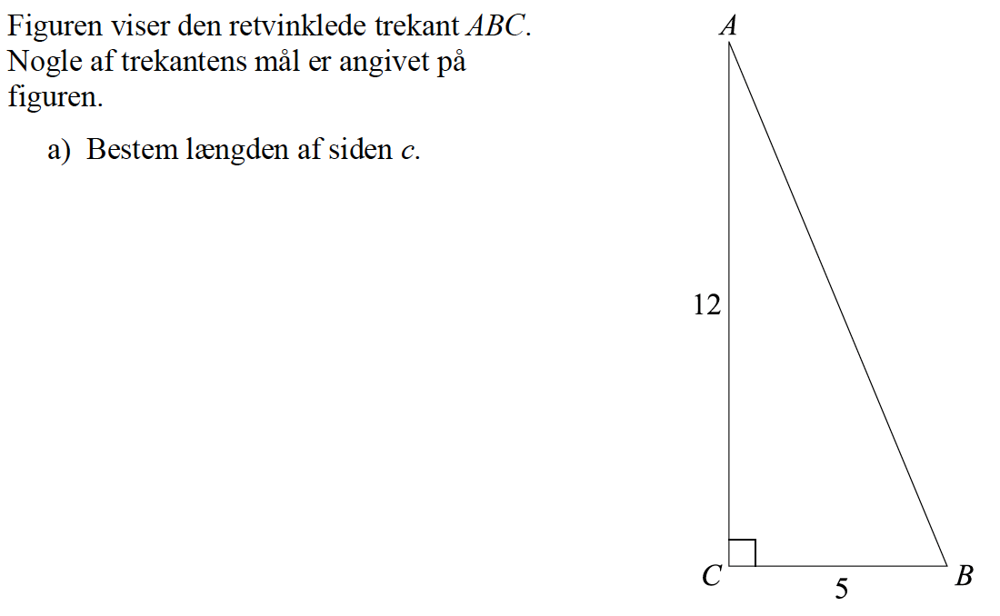 Figuren viser den retvinklede trekant ABC.
Nogle af trekantens mål er angivet på
figuren.
a) Bestem længden af siden c.
A
12
C
B
5